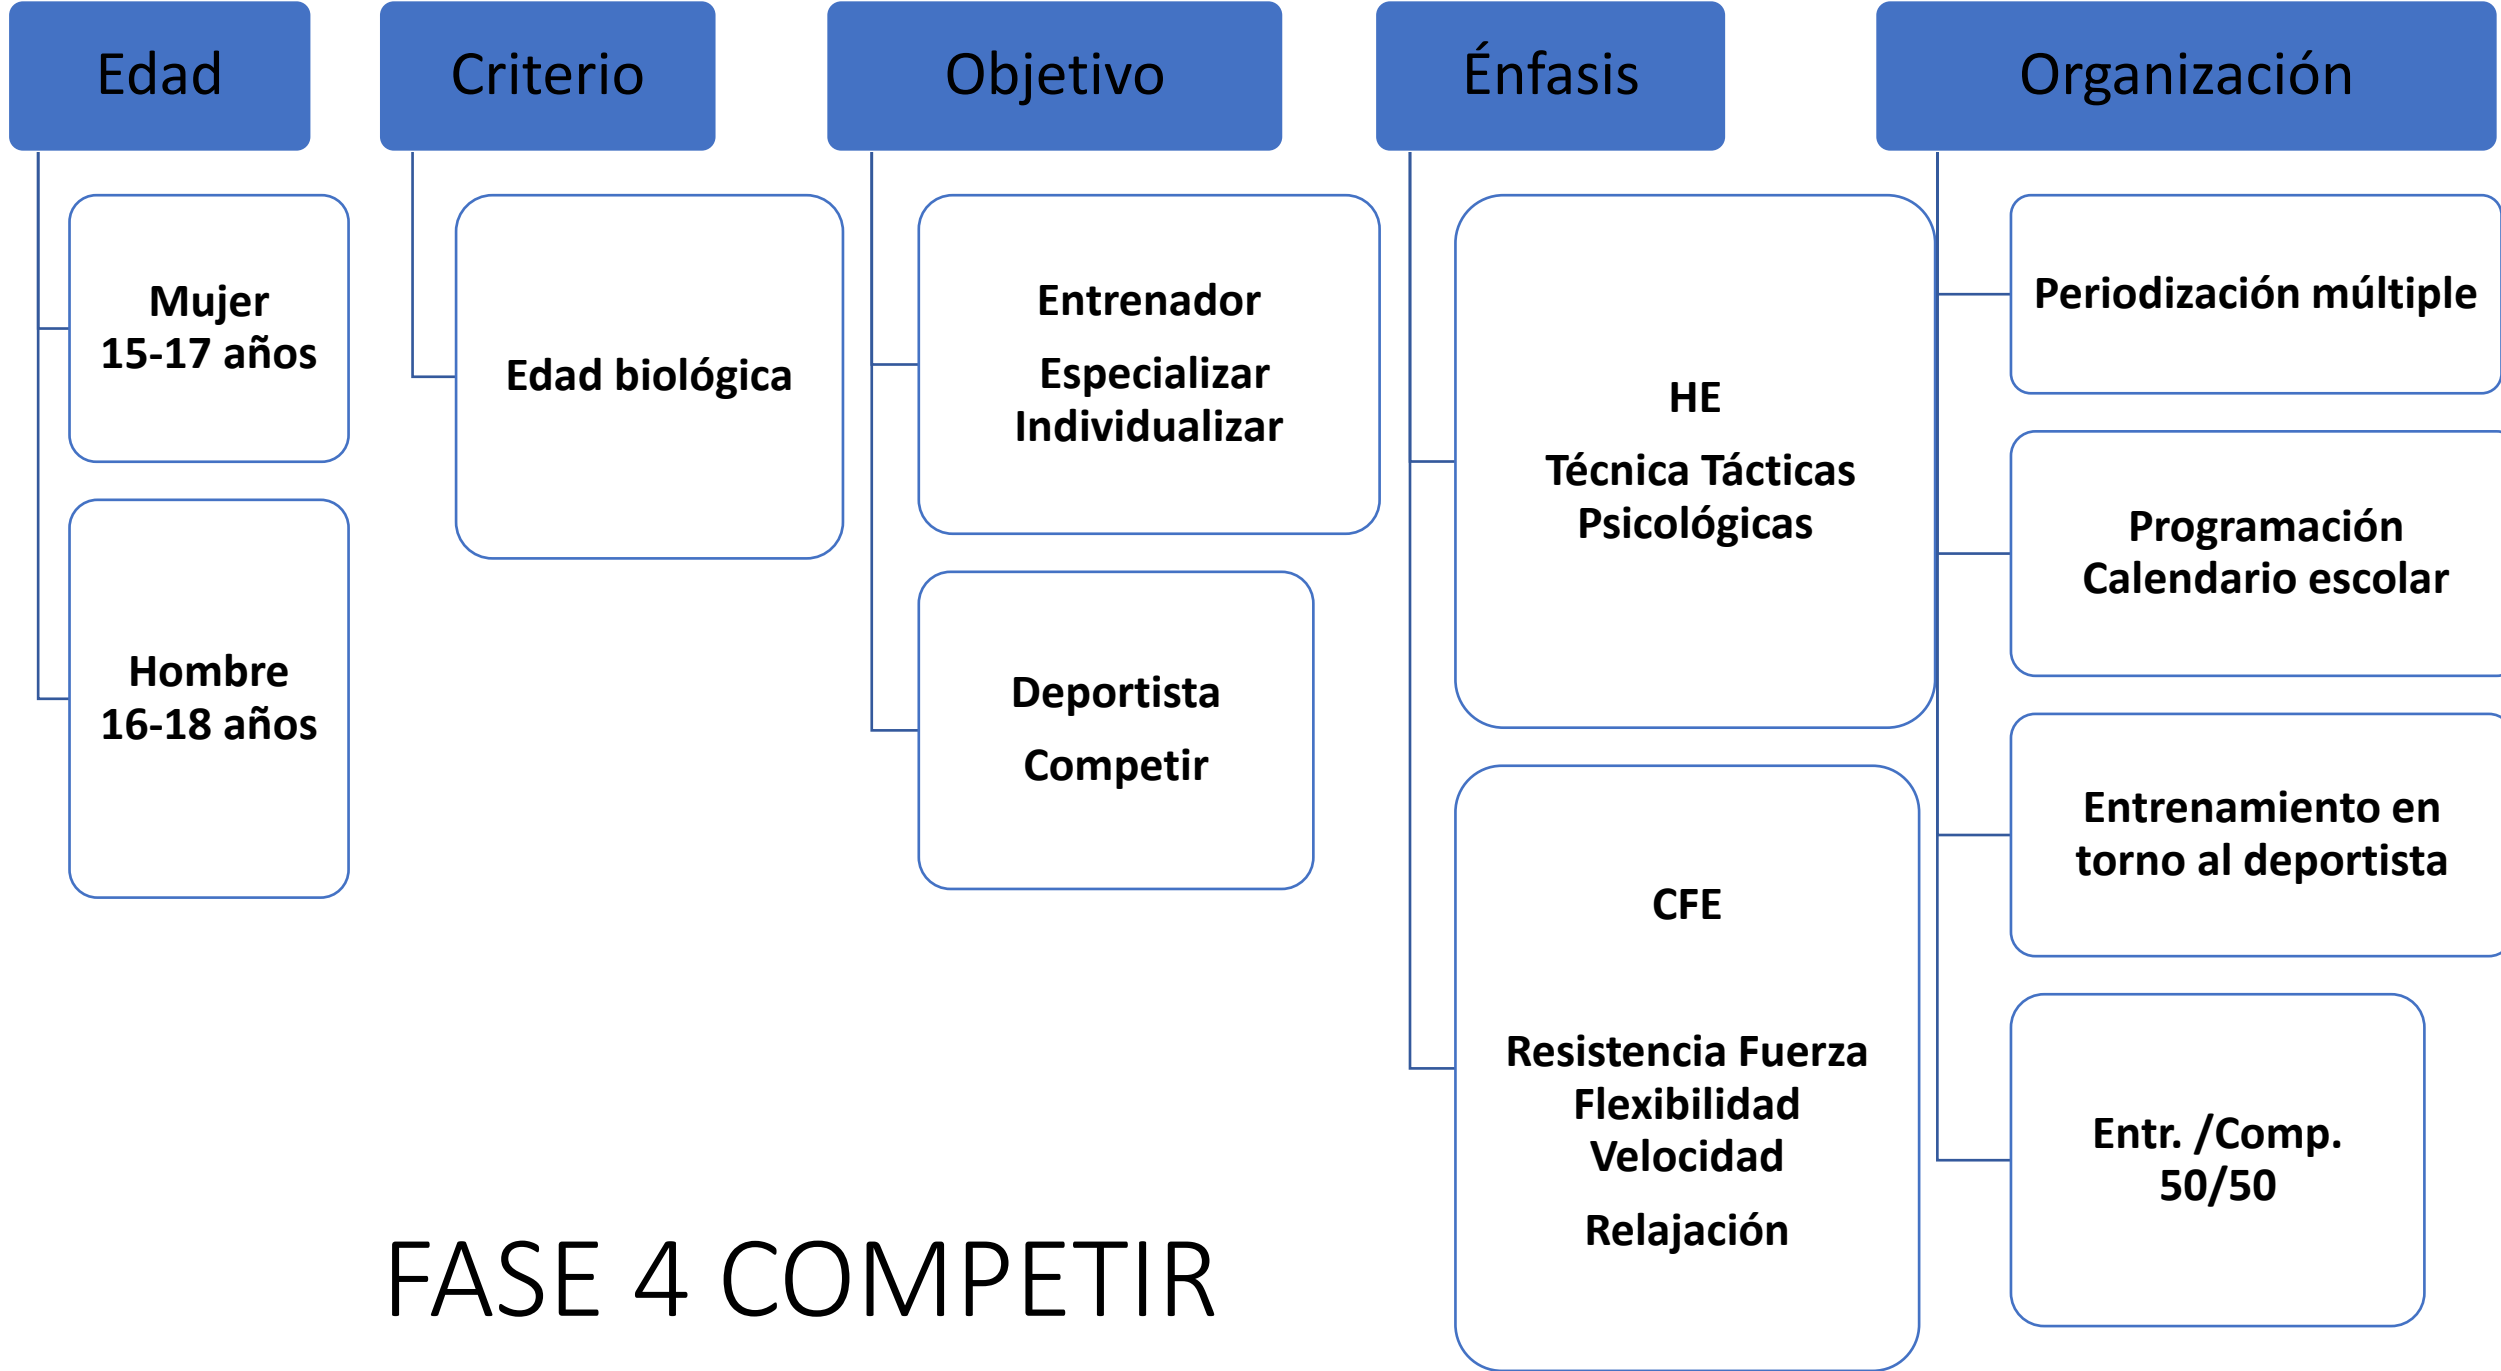 Edad
Mujer
15-17 años
Hombre
16-18 años
Criterio
Edad biológica
Objetivo
Entrenador
Especializar
Individualizar
Deportista
Competir
Énfasis
HE
Técnica Tácticas
Psicológicas
CFE
Resistencia Fuerza
Flexibilidad
Velocidad
Relajación
Organización
Periodización múltiple
Programación
Calendario escolar
Entrenamiento en
torno al deportista
Entr. /Comp.
50/50
FASE 4 COMPETIR